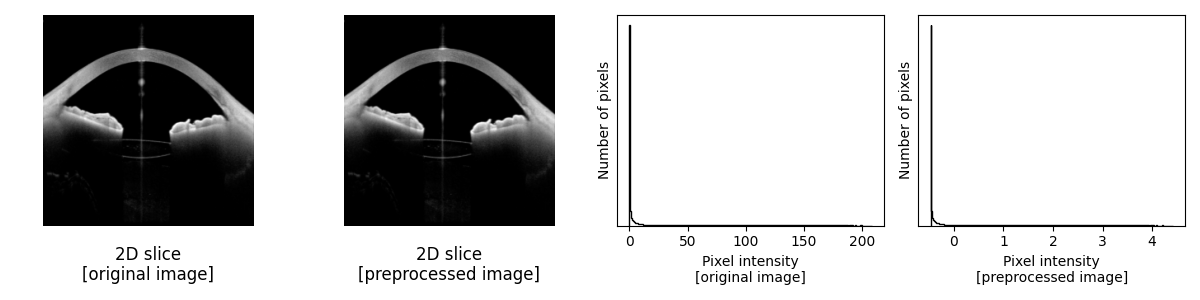 2D slice
[original image]
2D slice
[preprocessed image]
Number of pixels
0 50 100 150 200
Pixel intensity
[original image]
Number of pixels
0 1 2 3 4
Pixel intensity
[preprocessed image]